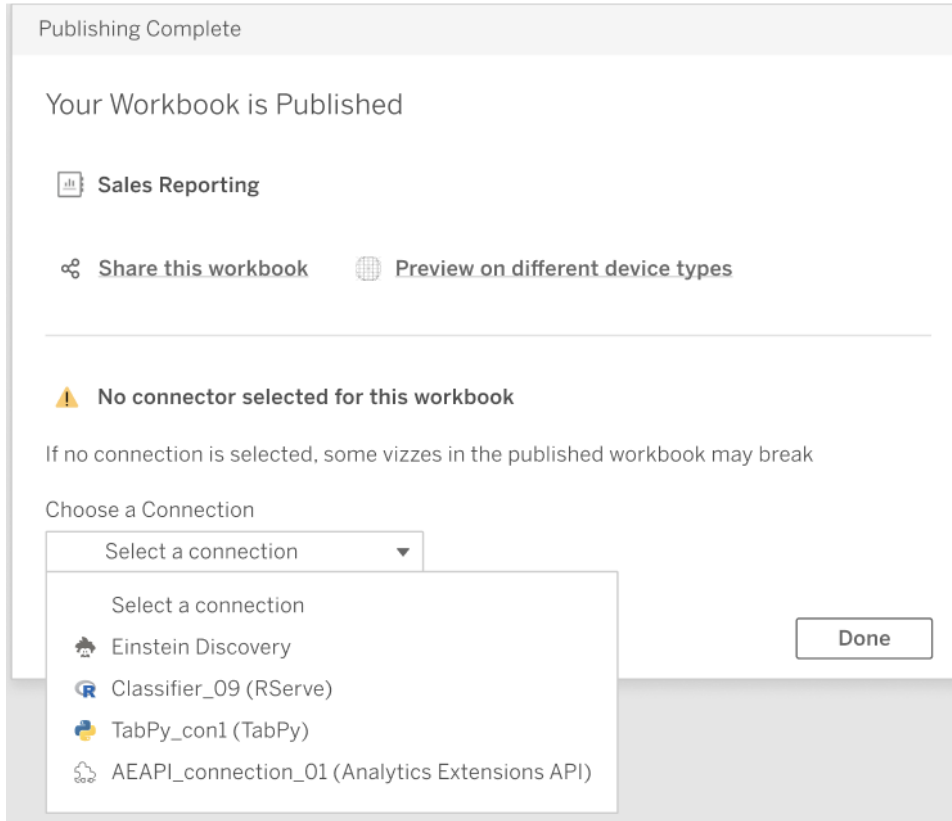 Publishing Complete
Your Workbook is Published
Sales Reporting
Share this workbook
Preview on different device types
No connector selected for this workbook
If no connection is selected, some vizzes in the published workbook may break
Choose a Connection
Select a connection
Select a connection
Einstein Discovery
Classifier_09 (RServe)
TabPy_con1 (TabPy)
AEAPI_connection_01 (Analytics Extensions API)
Done